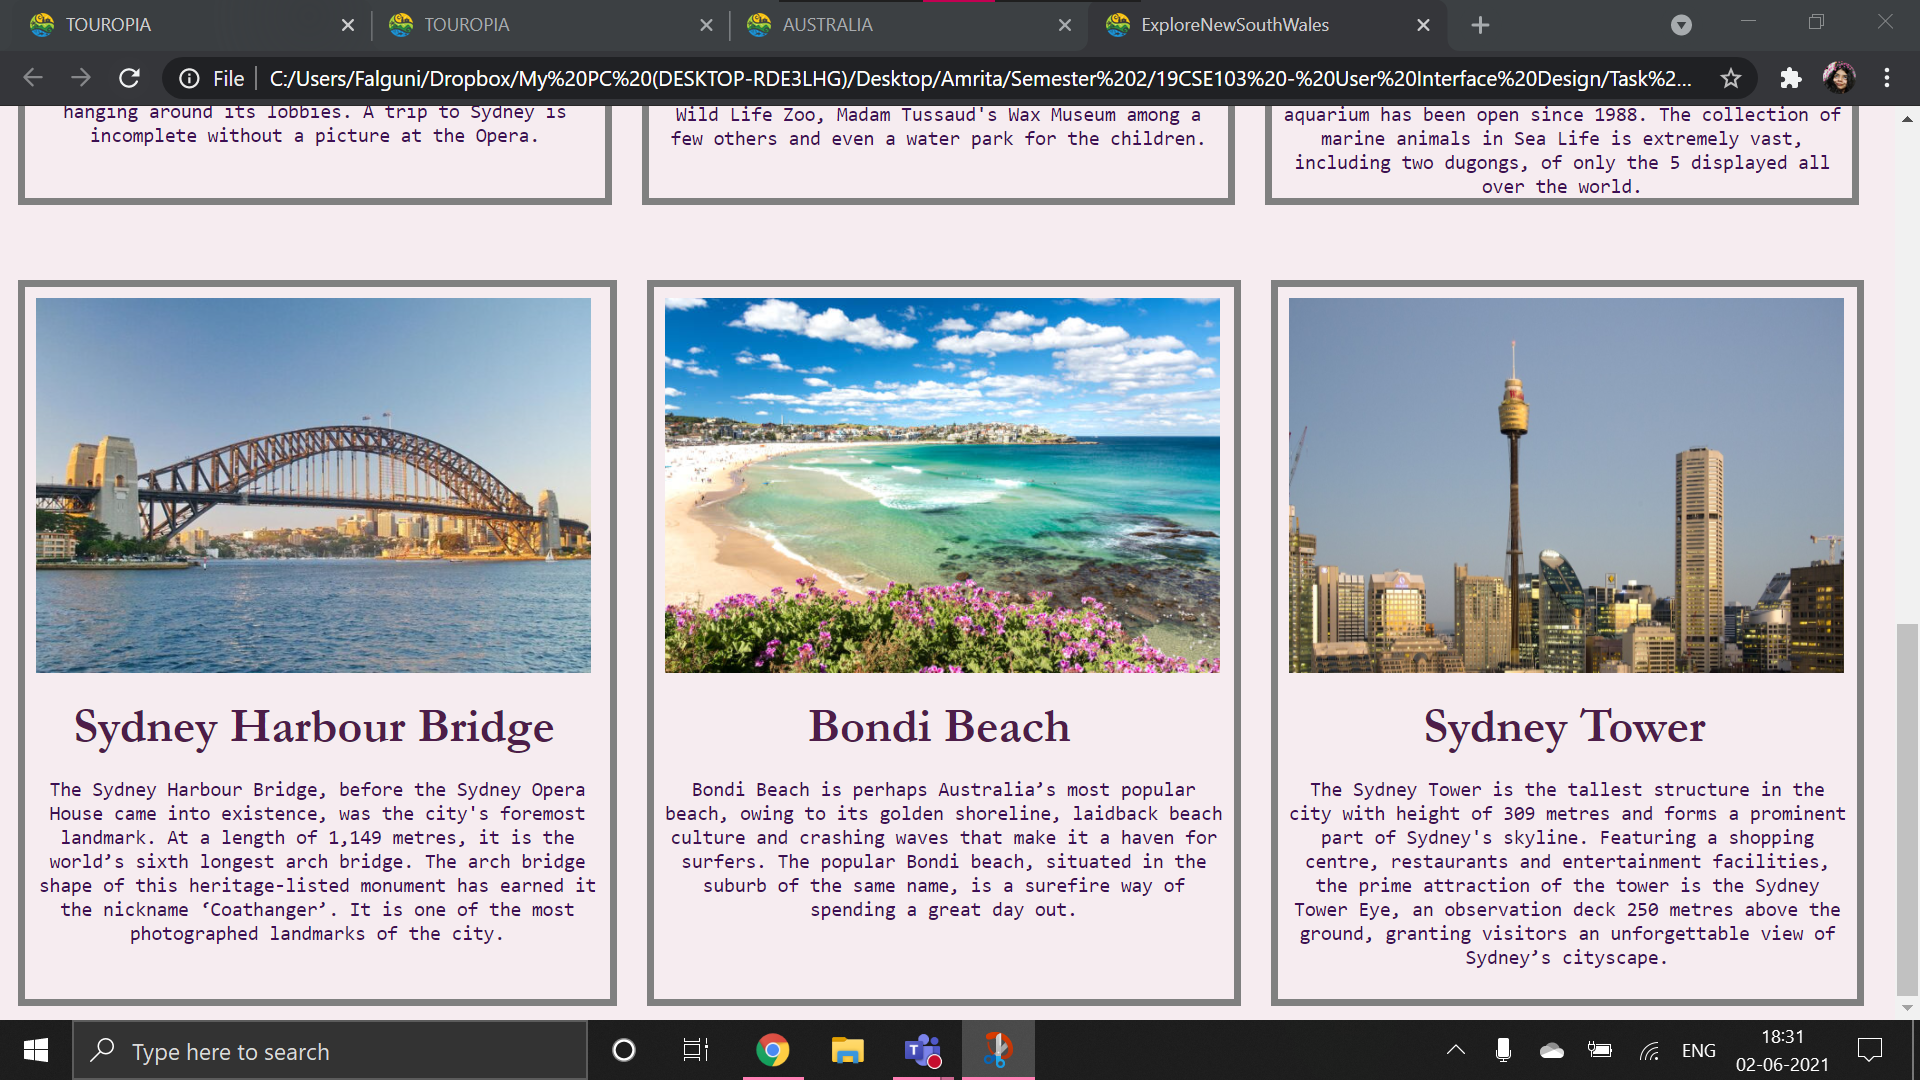 TOUROPIA
TOUROPIA
AUSTRALIA
ExploreNewSouthWales
File
C:/Users/Falguni/Dropbox/My%20PC%20(DESKTOP-RDE3LHG)/Desktop/Amrita/Semester%202/19CSE103%20-%20User%20Interface%20Design/Task%2...
hanging around its lobbies. A trip to Sydney is
incomplete without a picture at the Opera.
Wild Life Zoo, Madam Tussaud's Wax Museum among a
few others and even a water park for the children.
aquarium has been open since 1988. The collection of
marine animals in Sea Life is extremely vast,
including two dugongs, of only the 5 displayed all
over the world.
Sydney Harbour Bridge
The Sydney Harbour Bridge, before the Sydney Opera
House came into existence, was the city's foremost
landmark. At a length of 1,149 metres, it is the
world’s sixth longest arch bridge. The arch bridge
shape of this heritage-listed monument has earned it
the nickname ‘Coathanger’. It is one of the most
photographed landmarks of the city.
Bondi Beach
Bondi Beach is perhaps Australia’s most popular
beach, owing to its golden shoreline, laidback beach
culture and crashing waves that make it a haven for
surfers. The popular Bondi beach, situated in the
suburb of the same name, is a surefire way of
spending a great day out.
Sydney Tower
The Sydney Tower is the tallest structure in the
city with height of 309 metres and forms a prominent
part of Sydney's skyline. Featuring a shopping
centre, restaurants and entertainment facilities,
the prime attraction of the tower is the Sydney
Tower Eye, an observation deck 250 metres above the
ground, granting visitors an unforgettable view of
Sydney’s cityscape.
Type here to search
ENG
18:31
02-06-2021